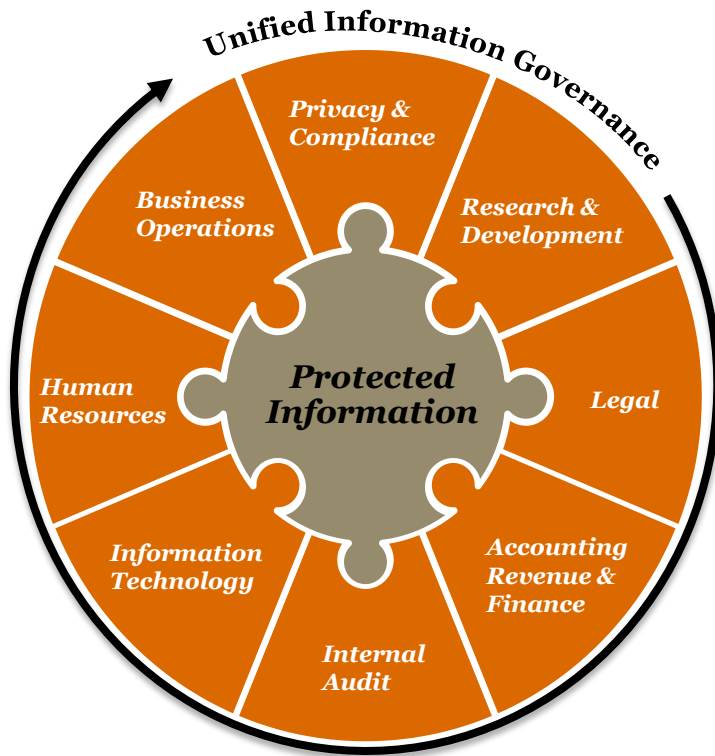 Unified Information Governance
Privacy &
Compliance
Research &
Development
Legal
Accounting
Revenue &
Finance
Internal
Audit
Information
Technology
Human
Resources
Business
Operations
Protected
Information